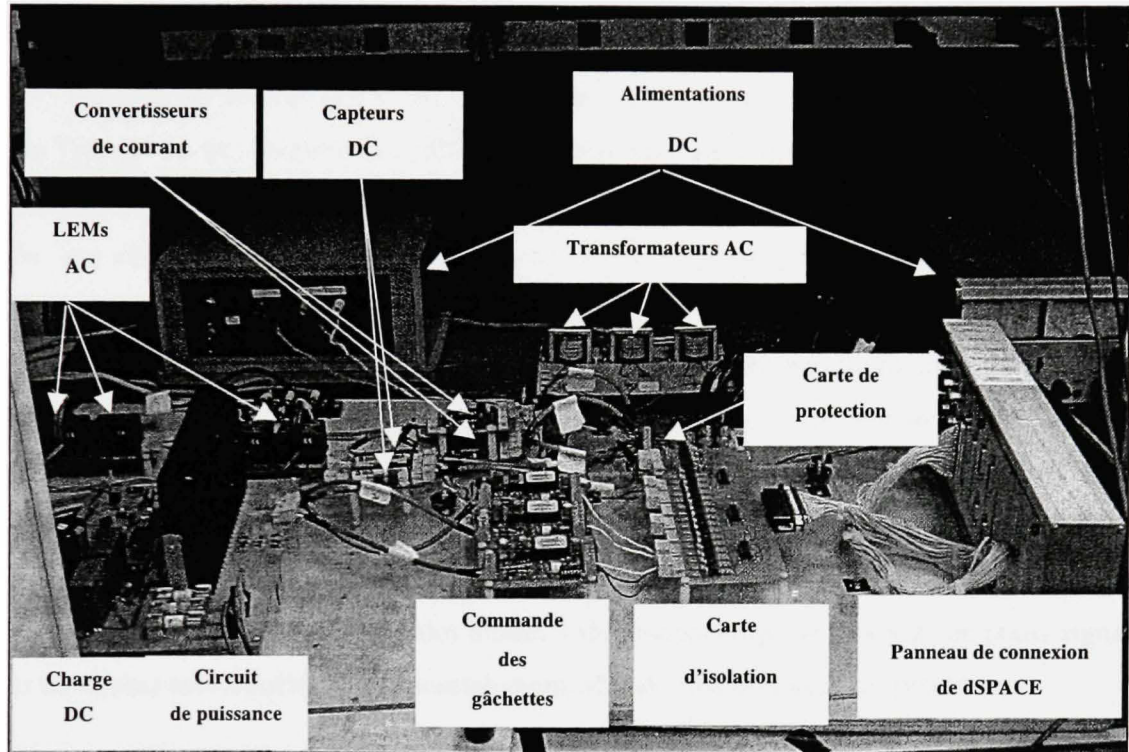 Convertisseurs
de courant
Capteurs
DC
Alimentations
DC
LEMs
AC
Transformateurs AC
Carte de
protection
Commande
des
gâchettes
Carte
d'isolation
Panneau de connexion
de dSPACE
Charge
DC
Circuit
de puissance